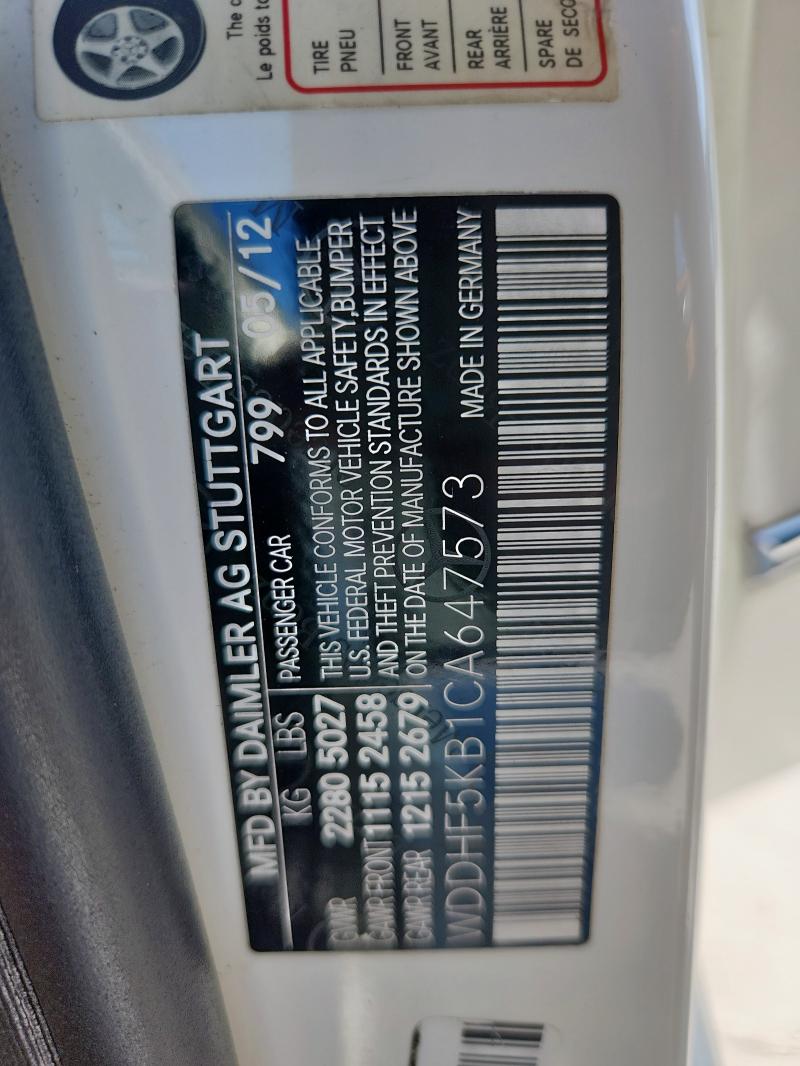 The c
Le poids to
TIRE
PNEU
FRONT
AVANT
REAR
ARRIÈRE
SPARE
DE SECO
MFD BY DAIMLER AG STUTTGART
KG LBS PASSENGER CAR 799 05/12
GVWR 2280 5027
GAWR FRONT 1115 2458
GAWR REAR 1215 2679
THIS VEHICLE CONFORMS TO ALL APPLICABLE
U.S. FEDERAL MOTOR VEHICLE SAFETY,BUMPER
AND THEFT PREVENTION STANDARDS IN EFFECT
ON THE DATE OF MANUFACTURE SHOWN ABOVE
WDDHF5KB1CA647573 MADE IN GERMANY